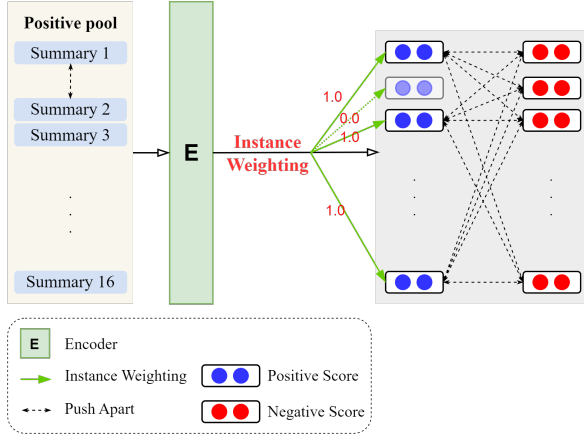 Positive pool
Summary 1
Summary 2
Summary 3
.
.
.
Summary 16
E
Instance
Weighting
1.0
0.0
1.0
1.0
.
.
.
.
.
.
E
Encoder
Instance Weighting
Positive Score
Push Apart
Negative Score